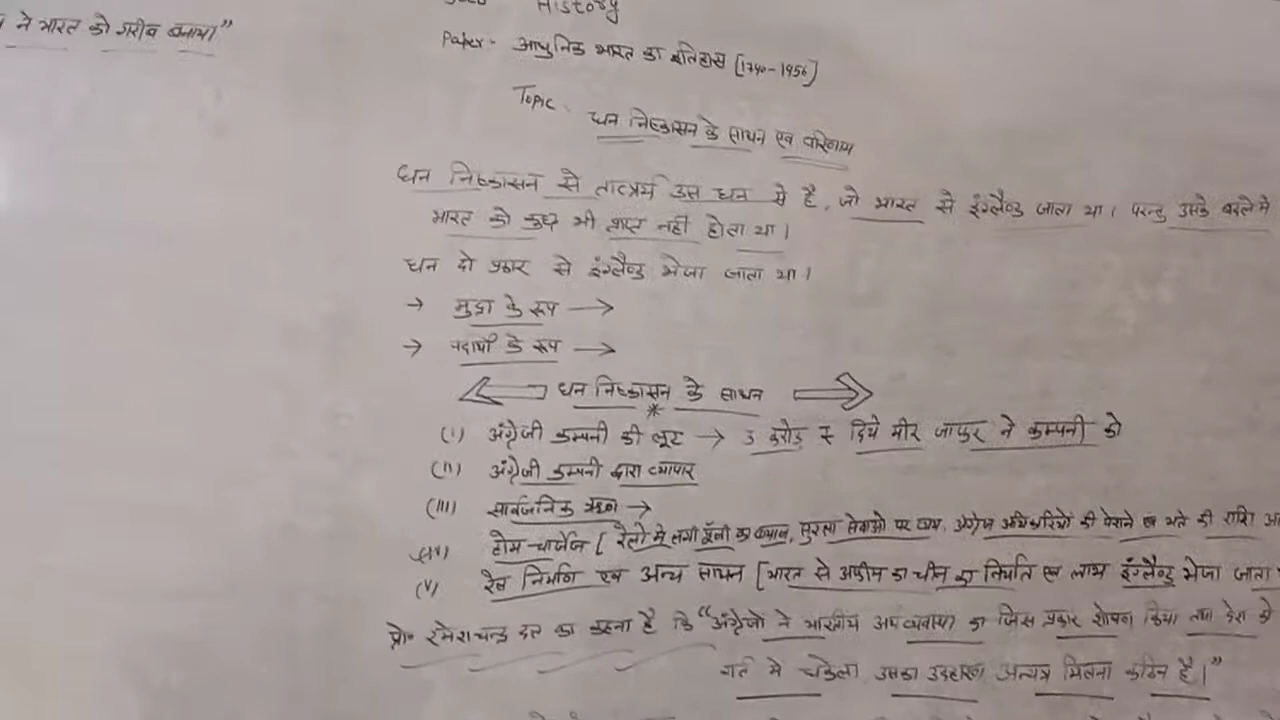 ने भारत को गरीब बनाया”
History
Paper- आधुनिक भारत का इतिहास [1740-1956]
Topic. धन निष्कासन के साधन एव परिणाम
धन निष्कासन से तात्पर्य उस धन से है, जो भारत से इंग्लैण्ड जाता था। परन्तु उसके बदले मे
भारत को कुछ भी प्राप्त नहीं होता था।
धन दो प्रकार से इंग्लैण्ड भेजा जाता था।
→ मुद्रा के रूप →
→ पदार्थो के रूप →
धन निष्कासन के साधन
(I) अंग्रेजी कम्पनी की लूट → 3 करोड़ रू दिये मीर जाफर ने कम्पनी को
(II) अंग्रेजी कम्पनी द्वारा व्यापार
(III) सार्वजनिक ऋण →
(IV) होम चार्जेज [रेलो मे लगी पूँजी का ब्याज, सुरक्षा सेवाओ पर व्यय, अंग्रेज अधिकारियो की पेंशने एव भते की राशि
(V) रेल निर्माण एव अन्य साधन [भारत से अफीम का चीन को निर्यात एव लाभ इंग्लैण्ड भेजा जाता
प्रो० रमेशचन्द्र दत का कहना है कि “अंग्रेजो ने भारतीय अर्थव्यवस्था का जिस प्रकार शोषण किया तथा देश को
गर्त मे धकेला उसका उदहारण अन्यत्र मिलना कठिन है।”